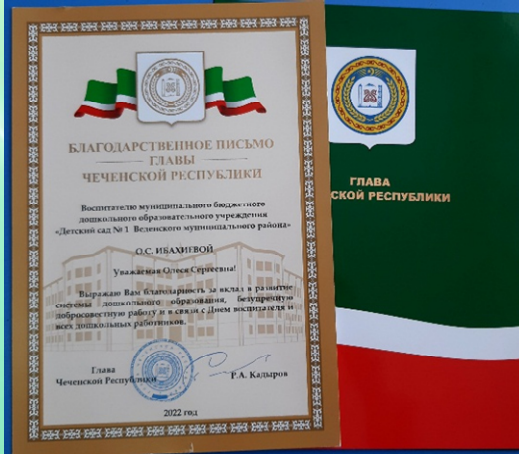 БЛАГОДАРСТВЕННОЕ ПИСЬМО
ГЛАВЫ
ЧЕЧЕНСКОЙ РЕСПУБЛИКИ
Воспитателю муниципального бюджетного
дошкольного образовательного учреждения
«Детский сад № 1 Веденского муниципального района»
О.С. ИБАХИЕВОЙ
Уважаемая Олеся Сергеевна!
Выражаю Вам благодарность за вклад в развитие
системы дошкольного образования, безупречную
добросовестную работу и в связи с Днем воспитателя и
всех дошкольных работников.
Глава
Чеченской Республики
Р.А. Кадыров
2022 год
ГЛАВА
СКОЙ РЕСПУБЛИКИ